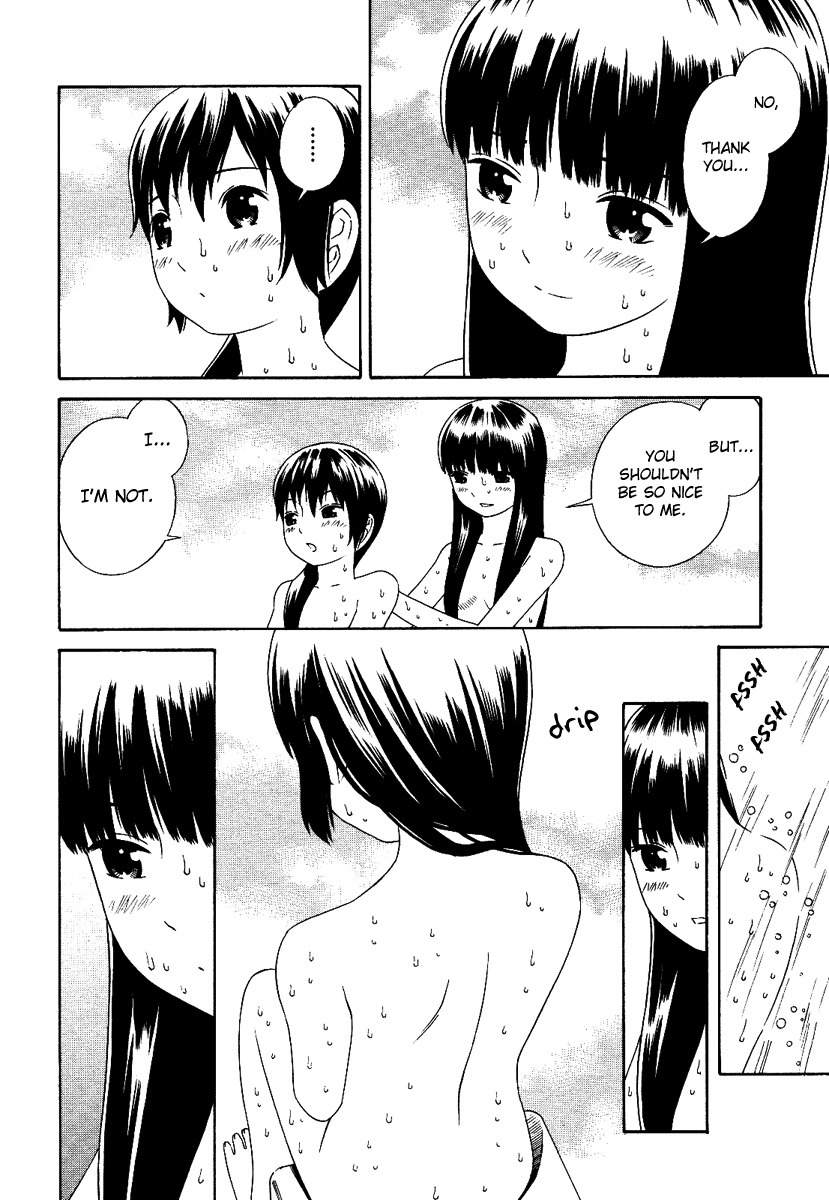 NO,
THANK
YOU...
.......
BUT...
YOU
SHOULDN'T
BE SO NICE
TO ME.
I...
I'M NOT.
FSSH
FSSH
drip